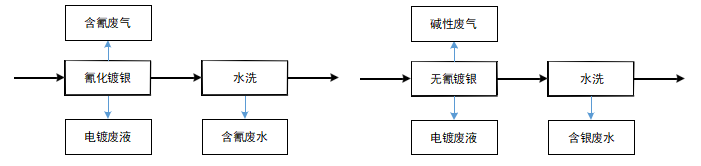 含氰废气
碱性废气
氰化镀银
水洗
无氰镀银
水洗
电镀废液
含氰废水
电镀废液
含银废水